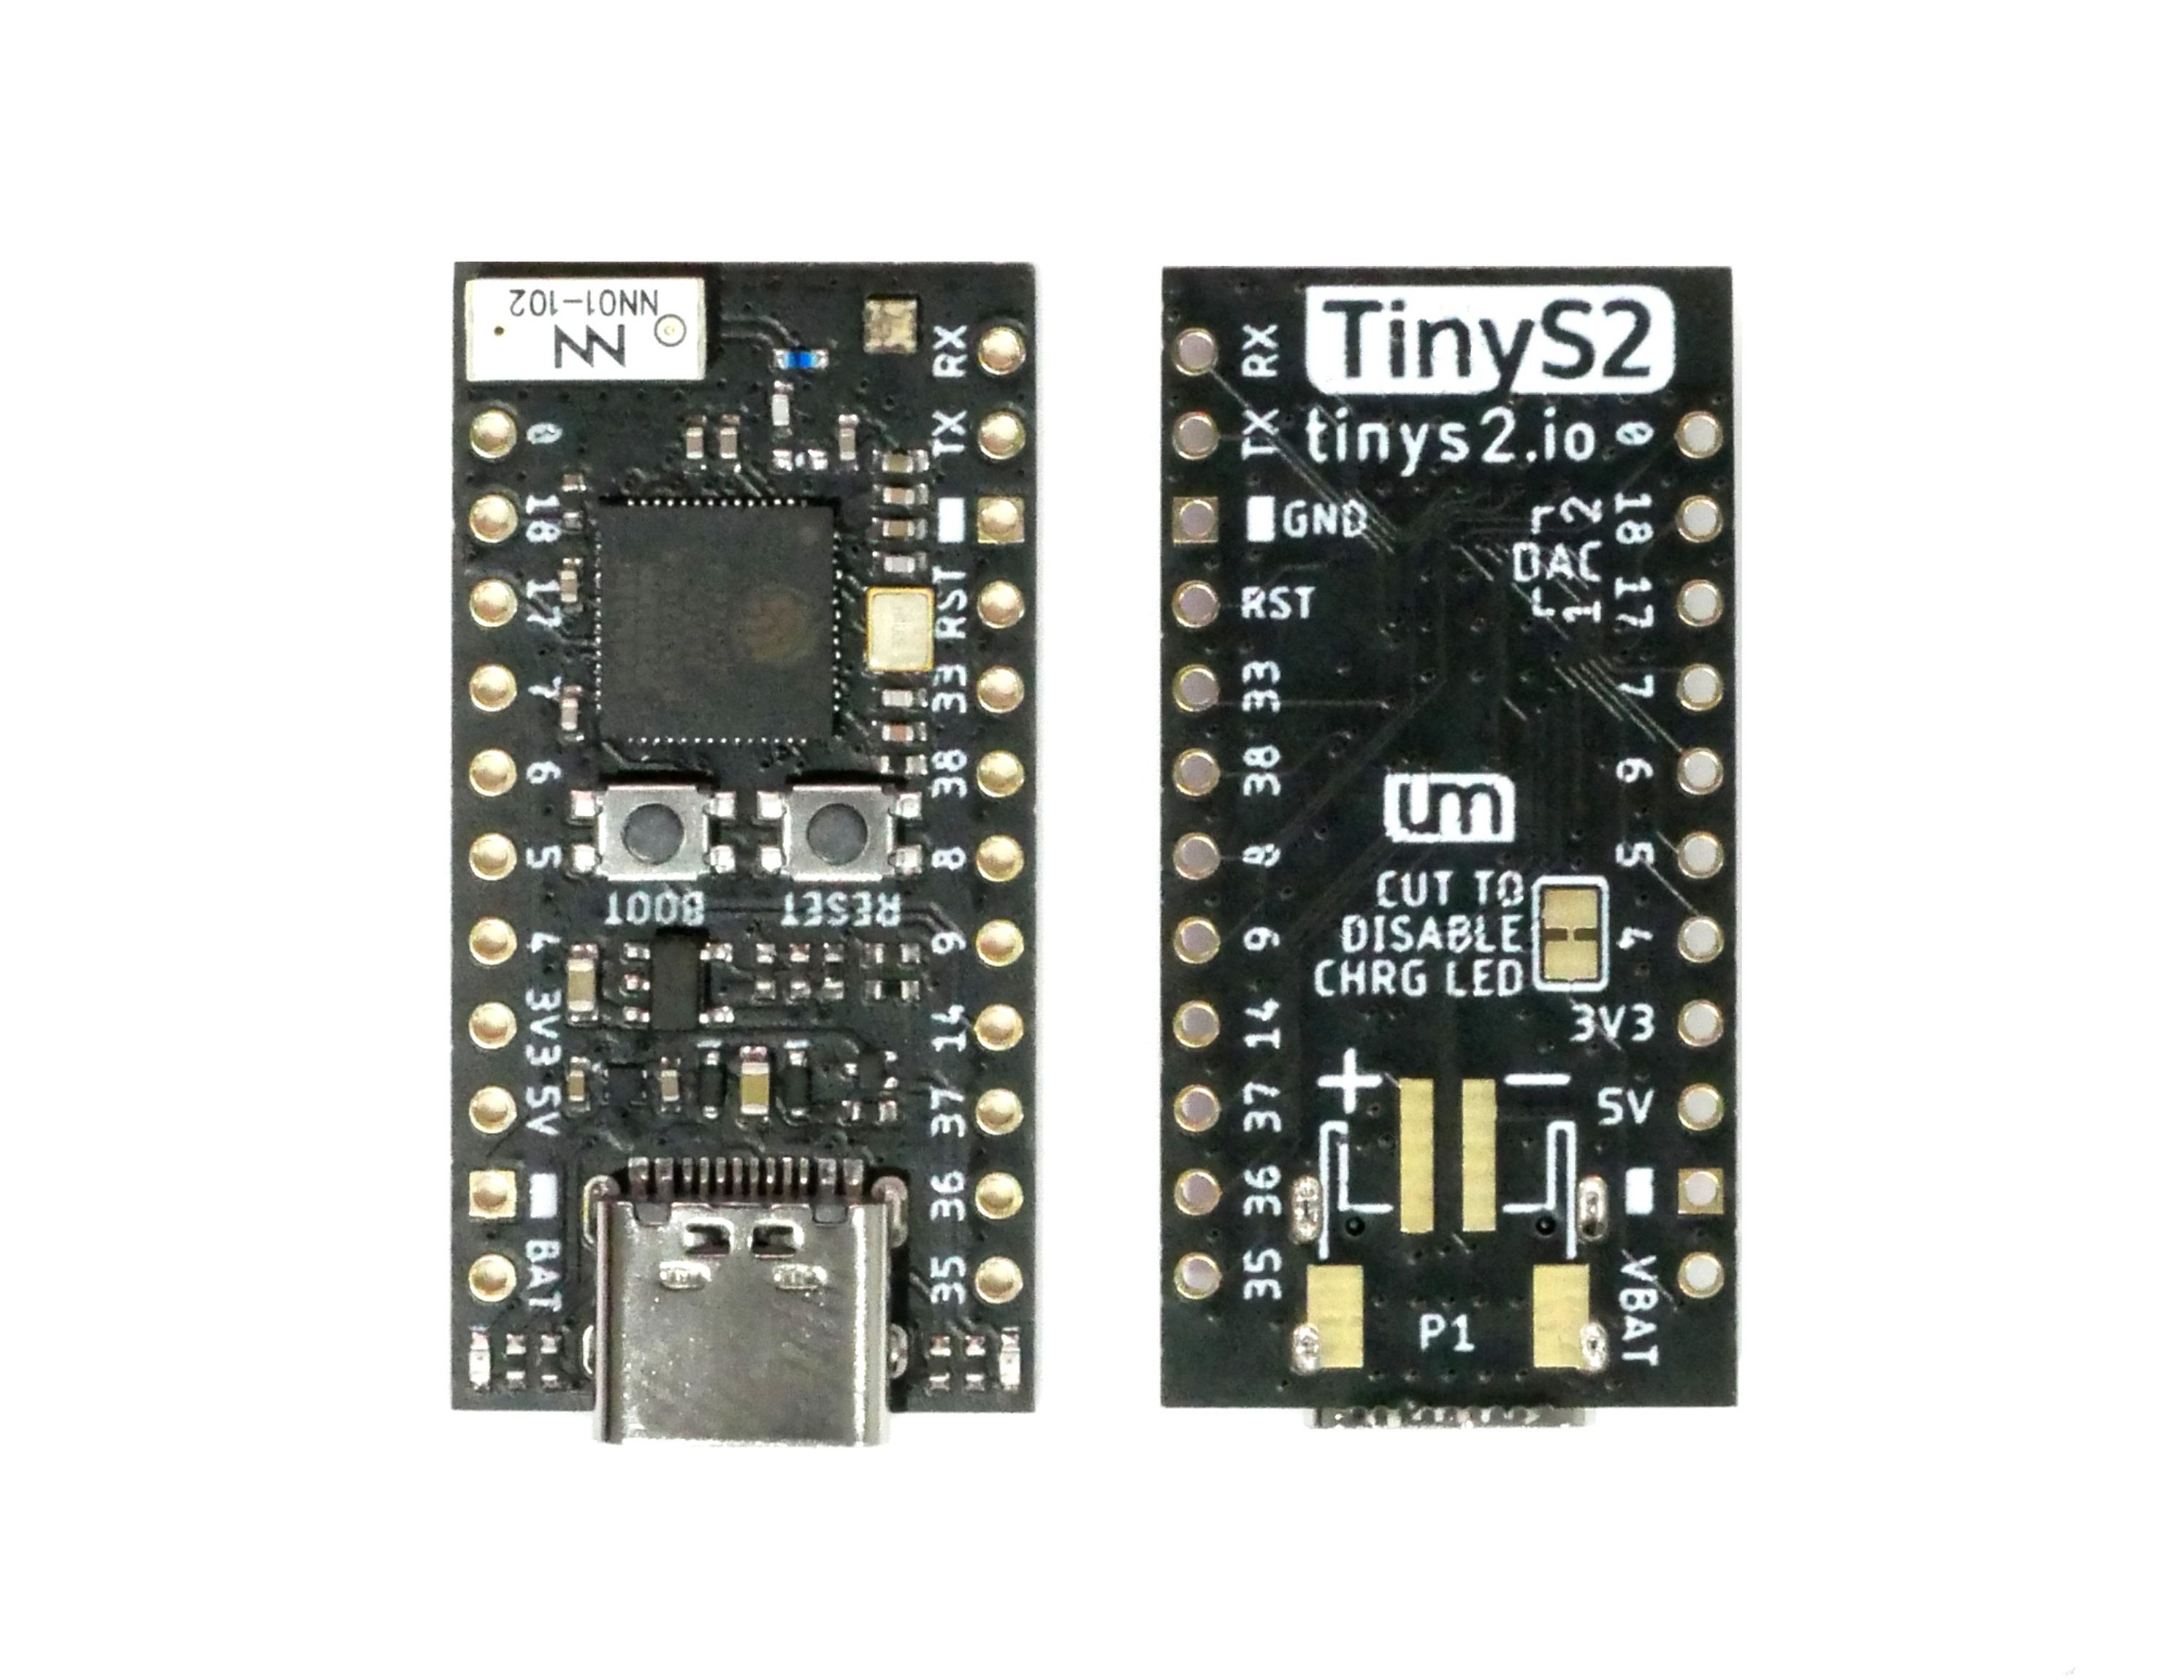 NN01-102
RX
TX
0
18
17
7
6
5
4
3V3
5V
BAT
RST
33
38
8
9
14
37
36
35
BOOT
RESET
TinyS2
tinys2.io
RX
TX
GND
RST
33
38
8
9
14
37
36
35
0
18
17
7
6
5
4
3V3
5V
VBAT
2
DAC
1
um
CUT TO
DISABLE
CHRG LED
+
-
P1